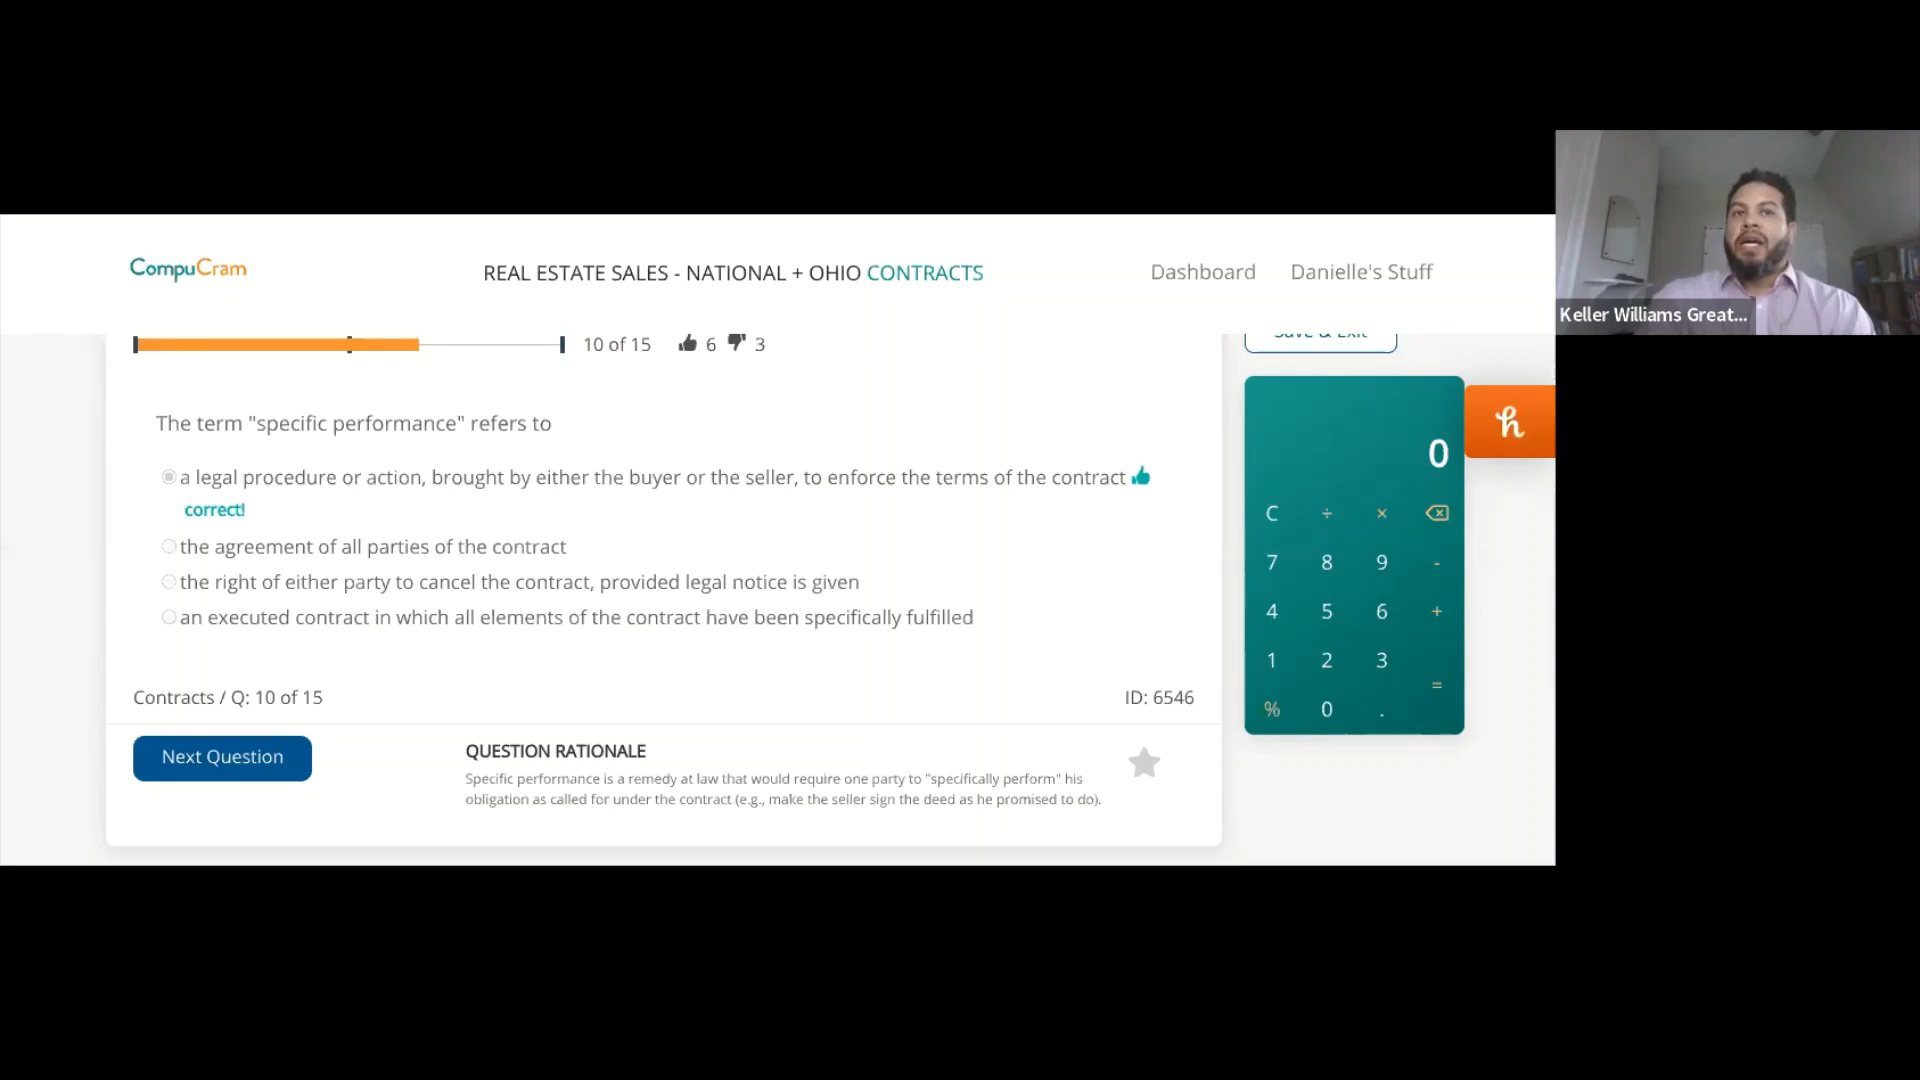 CompuCram
REAL ESTATE SALES - NATIONAL + OHIO CONTRACTS
Dashboard
Danielle's Stuff
Keller Williams Great...
10 of 15
6
3
Save & Exit
The term "specific performance" refers to
a legal procedure or action, brought by either the buyer or the seller, to enforce the terms of the contract
correct!
the agreement of all parties of the contract
the right of either party to cancel the contract, provided legal notice is given
an executed contract in which all elements of the contract have been specifically fulfilled
Contracts / Q: 10 of 15
ID: 6546
Next Question
QUESTION RATIONALE
Specific performance is a remedy at law that would require one party to "specifically perform" his
obligation as called for under the contract (e.g., make the seller sign the deed as he promised to do).
0
C ÷ ×
7 8 9 -
4 5 6 +
1 2 3
=
% 0 .
h